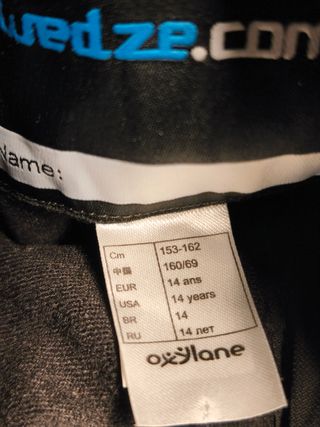 wedze.com
Name:
Cm 153-162
中国 160/69
EUR 14 ans
USA 14 years
BR 14
RU 14 лет
oxylane